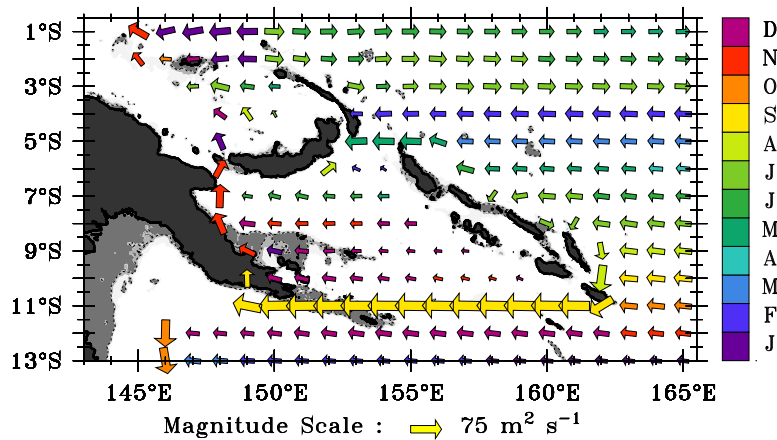 1°S
3°S
5°S
7°S
9°S
11°S
13°S
145°E 150°E 155°E 160°E 165°E
Magnitude Scale : 75 m² s⁻¹
D
N
O
S
A
J
J
M
A
M
F
J